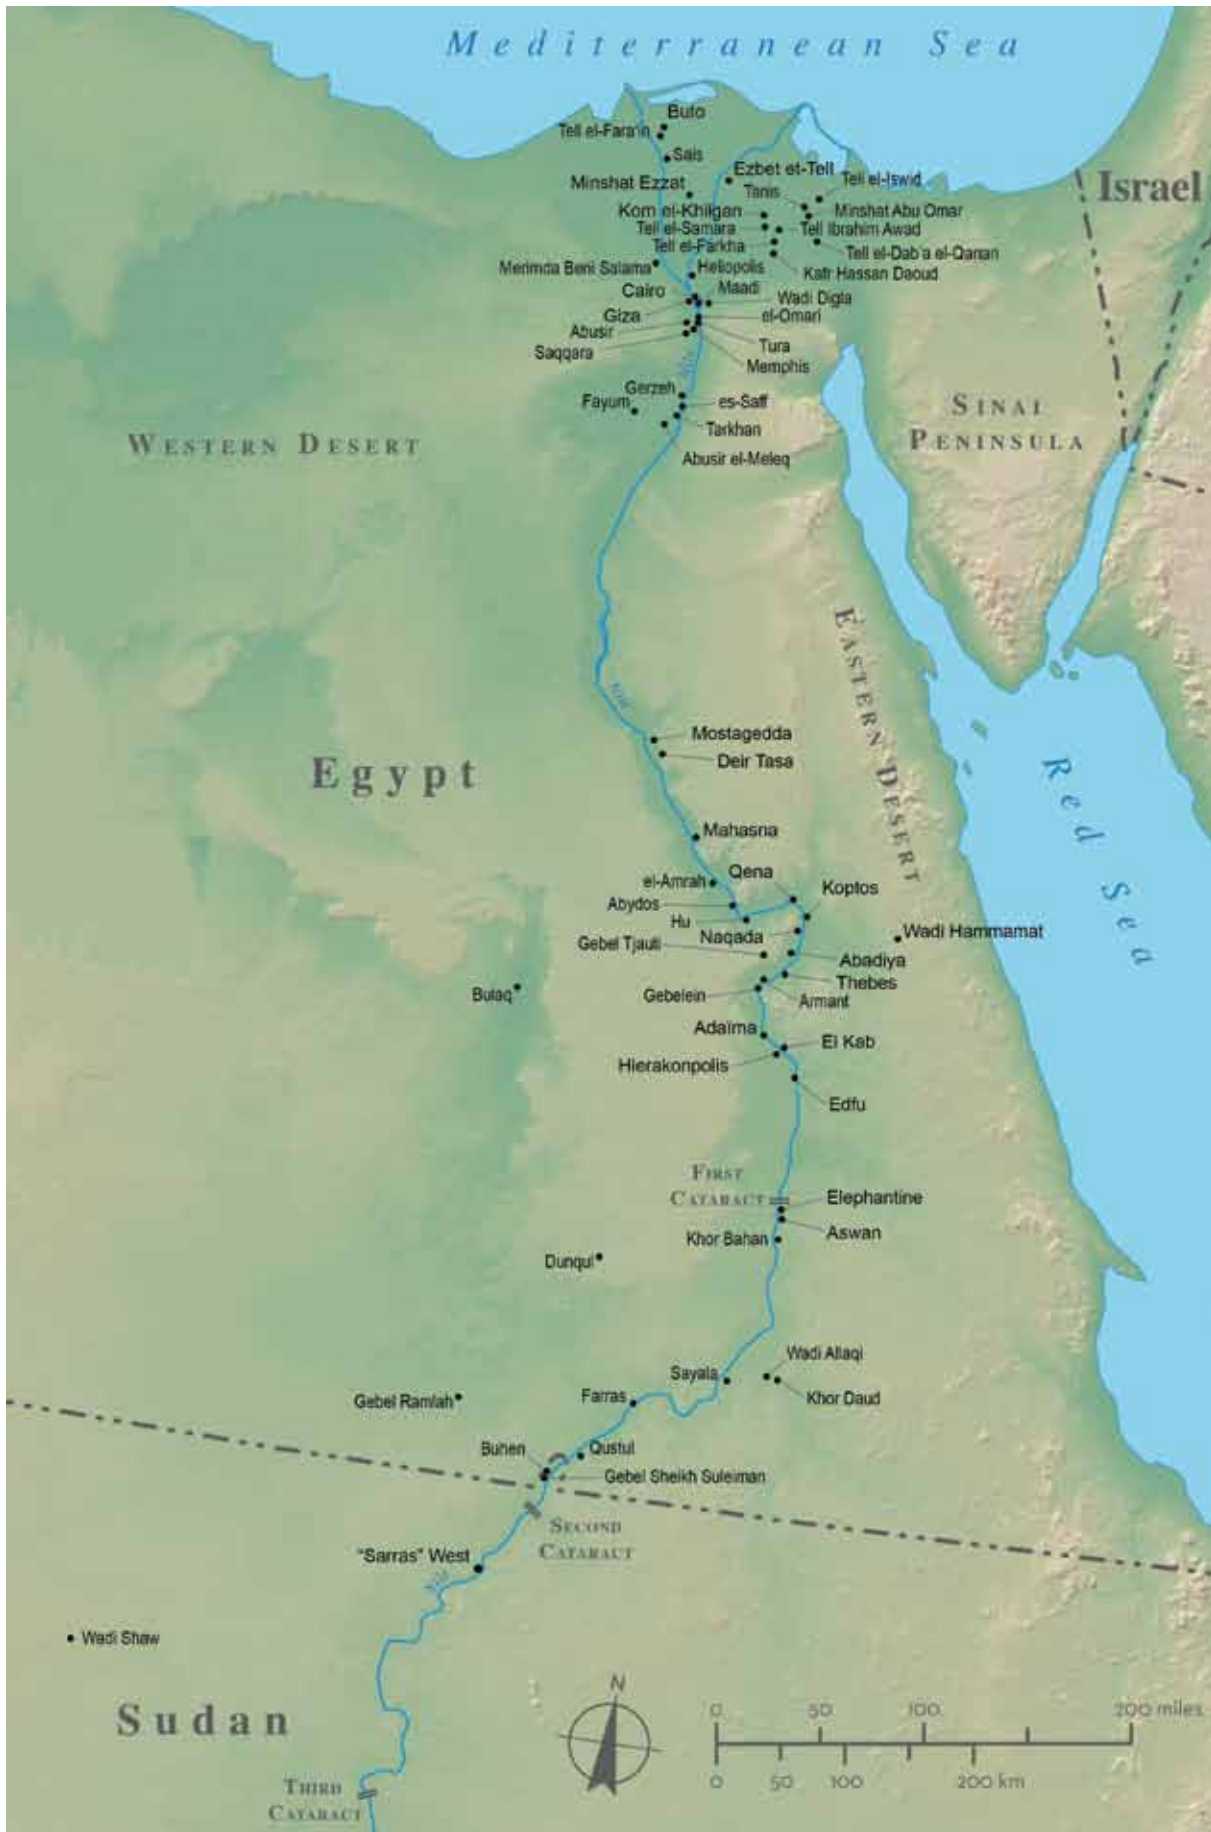 Mediterranean Sea
Buto
Tell el-Fara'in
Sais
Ezbet et-Tell
Minshat Ezzat
Tell el-Iswid
Tanis
Israel
Kom el-Khilgan
Minshat Abu Omar
Tell el-Samara
Tell Ibrahim Awad
Tell el-Farkha
Tell el-Dab'a el-Qanan
Merimda Beni Salama
Heliopolis
Kafr Hassan Daoud
Cairo
Maadi
Wadi Digla
Giza
el-Omari
Abusir
Saqqara
Tura
Memphis
Nile
Gerzeh
es-Saff
Fayum
Tarkhan
Abusir el-Meleq
WESTERN DESERT
SINAI
PENINSULA
EASTERN DESERT
Nile
Mostagedda
Deir Tasa
Egypt
Red Sea
Mahasna
Qena
el-Amrah
Koptos
Abydos
Hu
Naqada
Wadi Hammamat
Gebel Tjauti
Abadiya
Thebes
Bulaq
Gebelein
Armant
Adaïma
El Kab
Hierakonpolis
Edfu
FIRST
CATARACT
Elephantine
Aswan
Khor Bahan
Dunqul
Wadi Allaqi
Sayala
Khor Daud
Gebel Ramlah
Farras
Buhen
Qustul
Gebel Sheikh Suleiman
SECOND
CATARACT
"Sarras" West
Nile
Wadi Shaw
Sudan
N
0 50 100 200 miles
0 50 100 200 km
THIRD
CATARACT